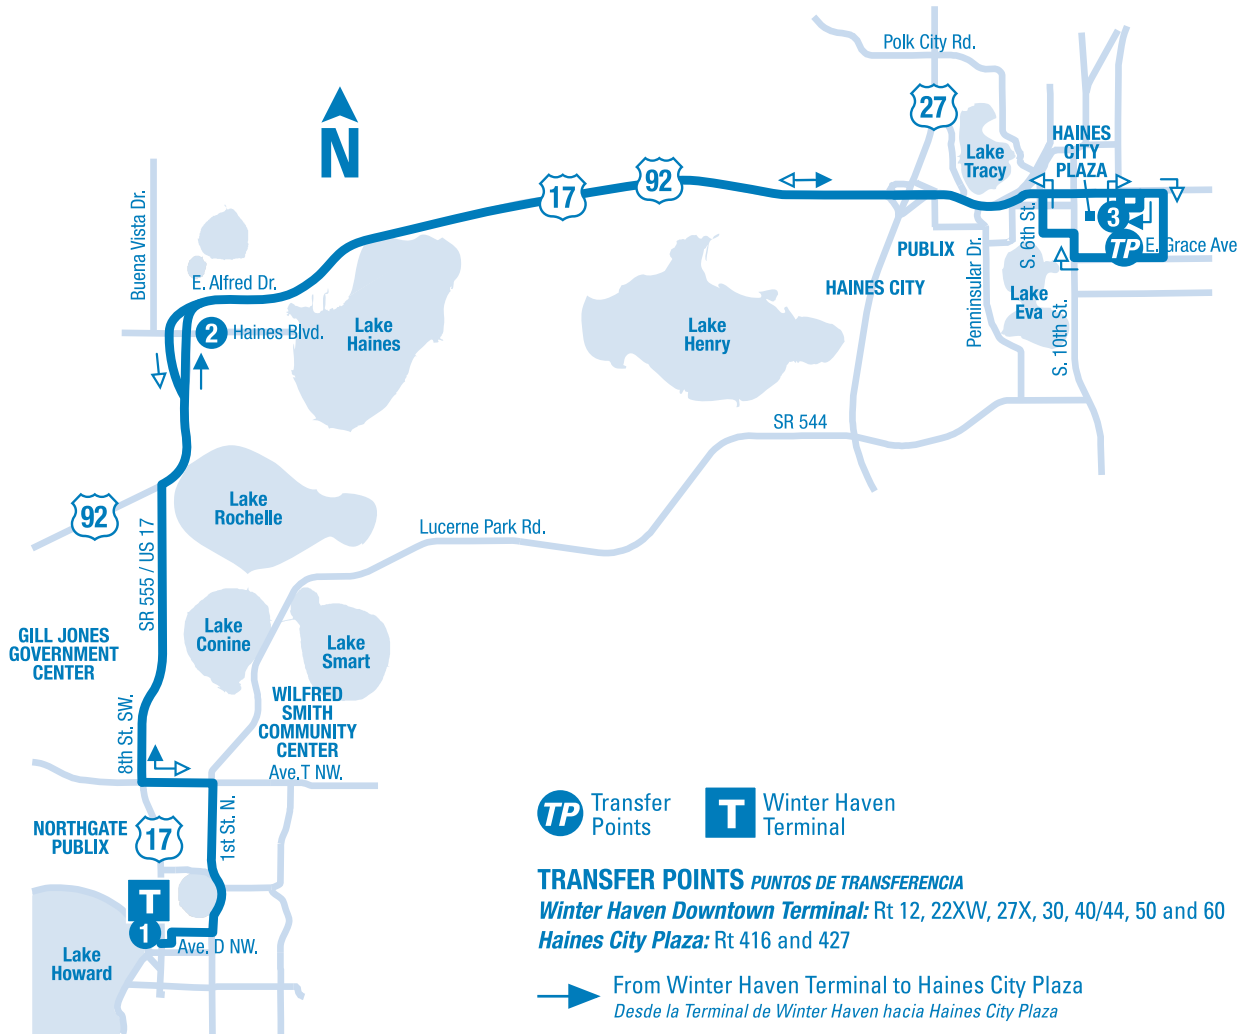 Polk City Rd.
27
N
HAINES
CITY
PLAZA
Lake
Tracy
17
92
3
TP
E. Grace Ave
S. 6th St.
PUBLIX
HAINES CITY
Penninsular Dr.
Lake
Eva
S. 10th St.
Buena Vista Dr.
E. Alfred Dr.
2
Haines Blvd.
Lake
Haines
Lake
Henry
SR 544
92
Lake
Rochelle
Lucerne Park Rd.
SR 555 / US 17
GILL JONES
GOVERNMENT
CENTER
Lake
Conine
Lake
Smart
8th St. SW.
WILFRED
SMITH
COMMUNITY
CENTER
Ave.T NW.
NORTHGATE
PUBLIX
17
1st St. N.
T
1
Ave. D NW.
Lake
Howard
TP
Transfer
Points
T
Winter Haven
Terminal
TRANSFER POINTS PUNTOS DE TRANSFERENCIA
Winter Haven Downtown Terminal: Rt 12, 22XW, 27X, 30, 40/44, 50 and 60
Haines City Plaza: Rt 416 and 427
From Winter Haven Terminal to Haines City Plaza
Desde la Terminal de Winter Haven hacia Haines City Plaza